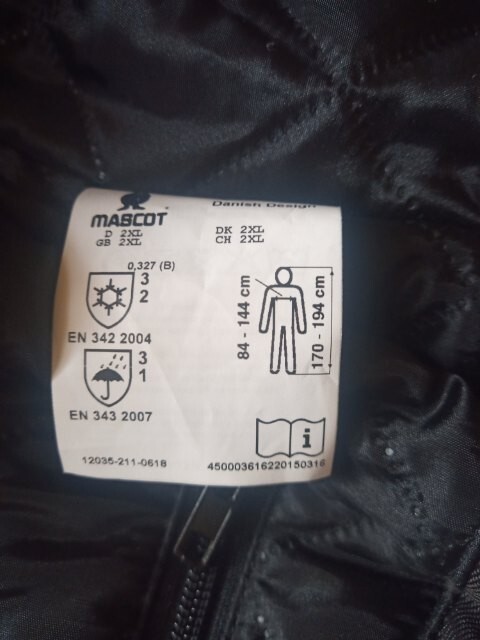 Danish Design
MASCOT
D 2XL
GB 2XL
DK 2XL
CH 2XL
0,327 (B)
3
2
EN 342 2004
3
1
EN 343 2007
84 - 144 cm
170 - 194 cm
i
12035-211-0618
450003616220150316